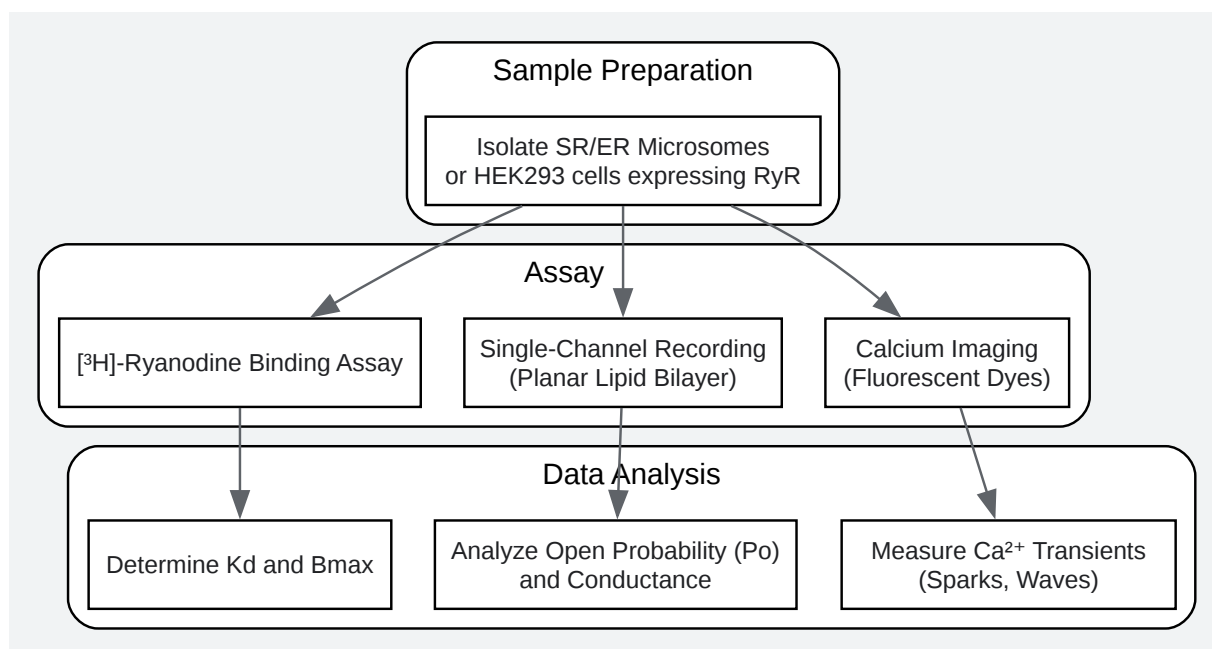 Sample Preparation
Isolate SR/ER Microsomes
or HEK293 cells expressing RyR
Assay
[³H]-Ryanodine Binding Assay
Single-Channel Recording
(Planar Lipid Bilayer)
Calcium Imaging
(Fluorescent Dyes)
Data Analysis
Determine Kd and Bmax
Analyze Open Probability (Po)
and Conductance
Measure Ca²⁺ Transients
(Sparks, Waves)